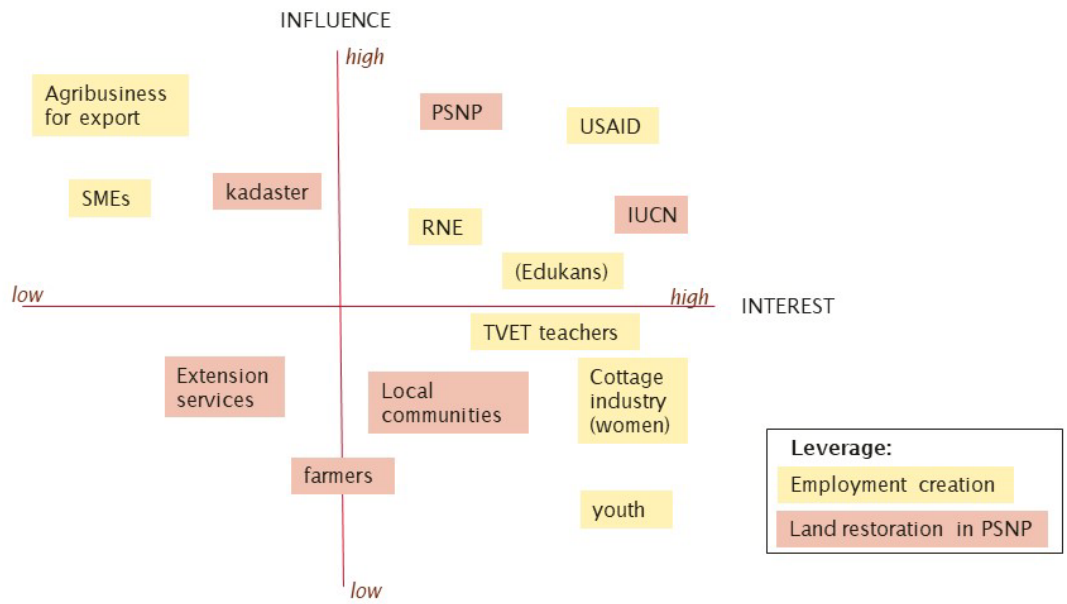 INFLUENCE
high
Agribusiness
for export
PSNP
USAID
SMEs
kadaster
IUCN
RNE
(Edukans)
low
high
INTEREST
TVET teachers
Extension
services
Local
communities
Cottage
industry
(women)
farmers
youth
low
Leverage:
Employment creation
Land restoration in PSNP